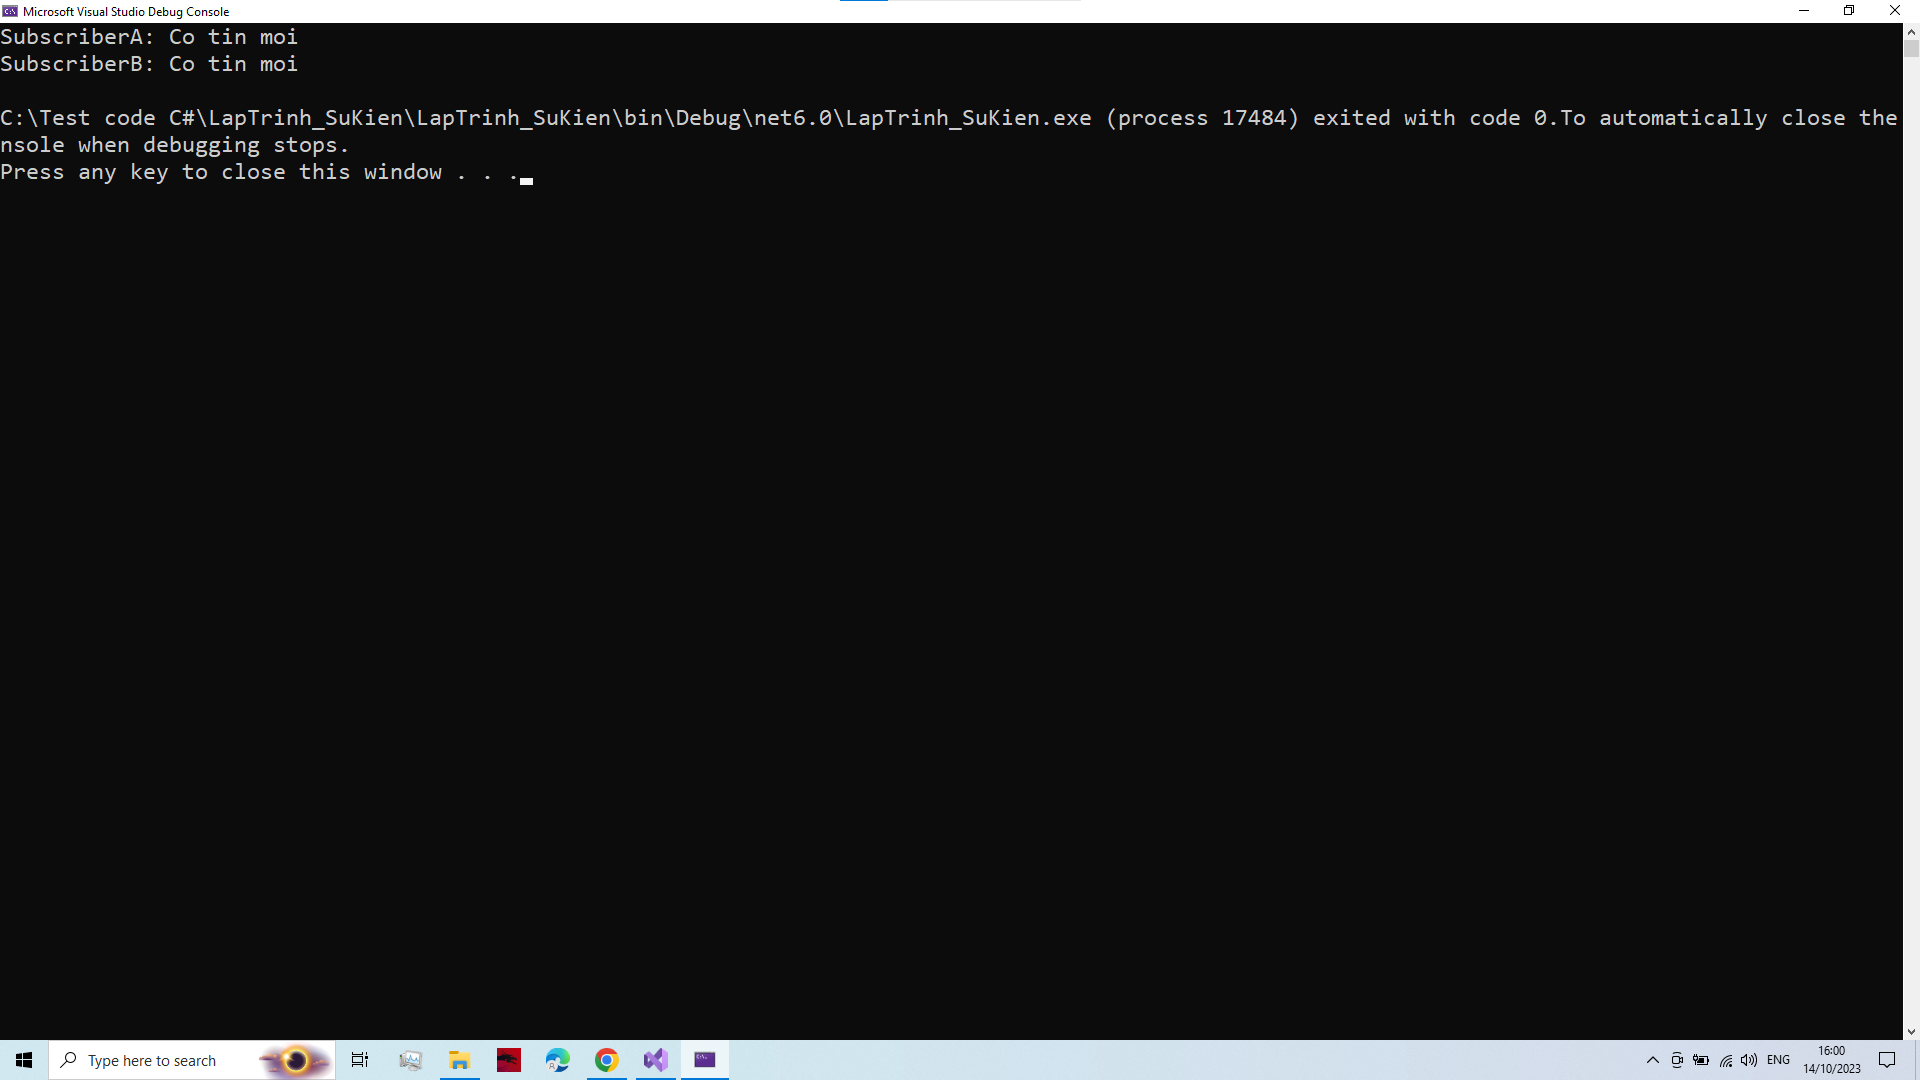 Microsoft Visual Studio Debug Console
SubscriberA: Co tin moi
SubscriberB: Co tin moi
C:\Test code C#\LapTrinh_SuKien\LapTrinh_SuKien\bin\Debug\net6.0\LapTrinh_SuKien.exe (process 17484) exited with code 0.To automatically close the
nsole when debugging stops.
Press any key to close this window . . .
Type here to search
ENG
16:00
14/10/2023